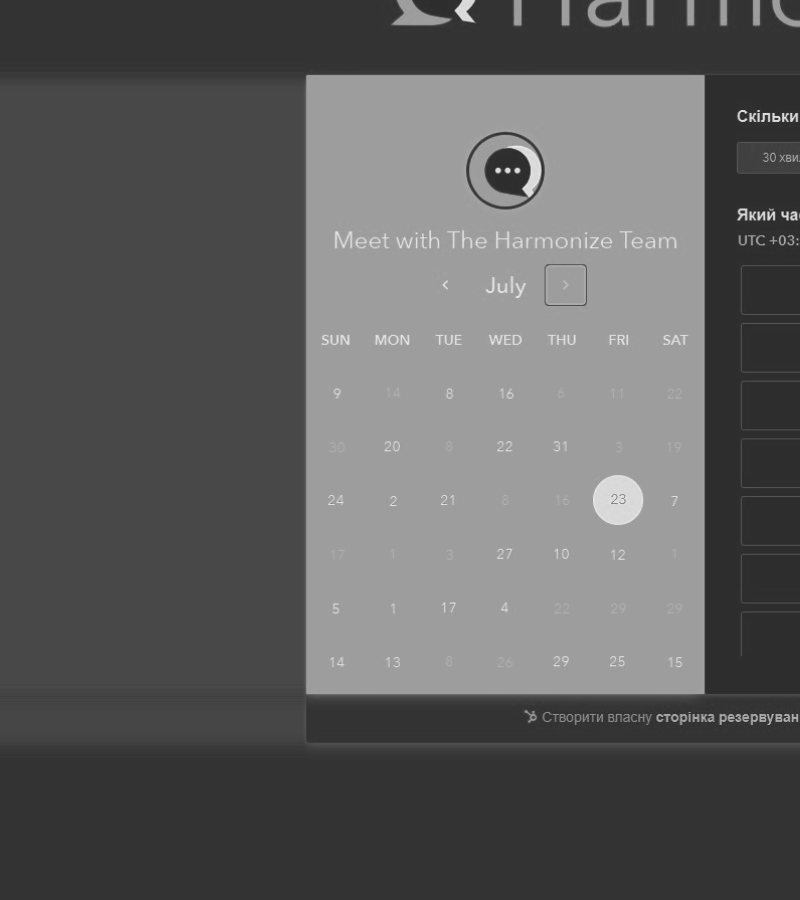 Harmo
Meet with The Harmonize Team
July
SUN MON TUE WED THU FRI SAT
9 14 8 16 6 11 22
30 20 8 22 31 3 19
24 2 21 8 16 23 7
17 1 3 27 10 12 1
5 1 17 4 22 29 29
14 13 8 26 29 25 15
Скільки
30 хви
Який ча
UTC +03:
Створити власну сторінка резервуван